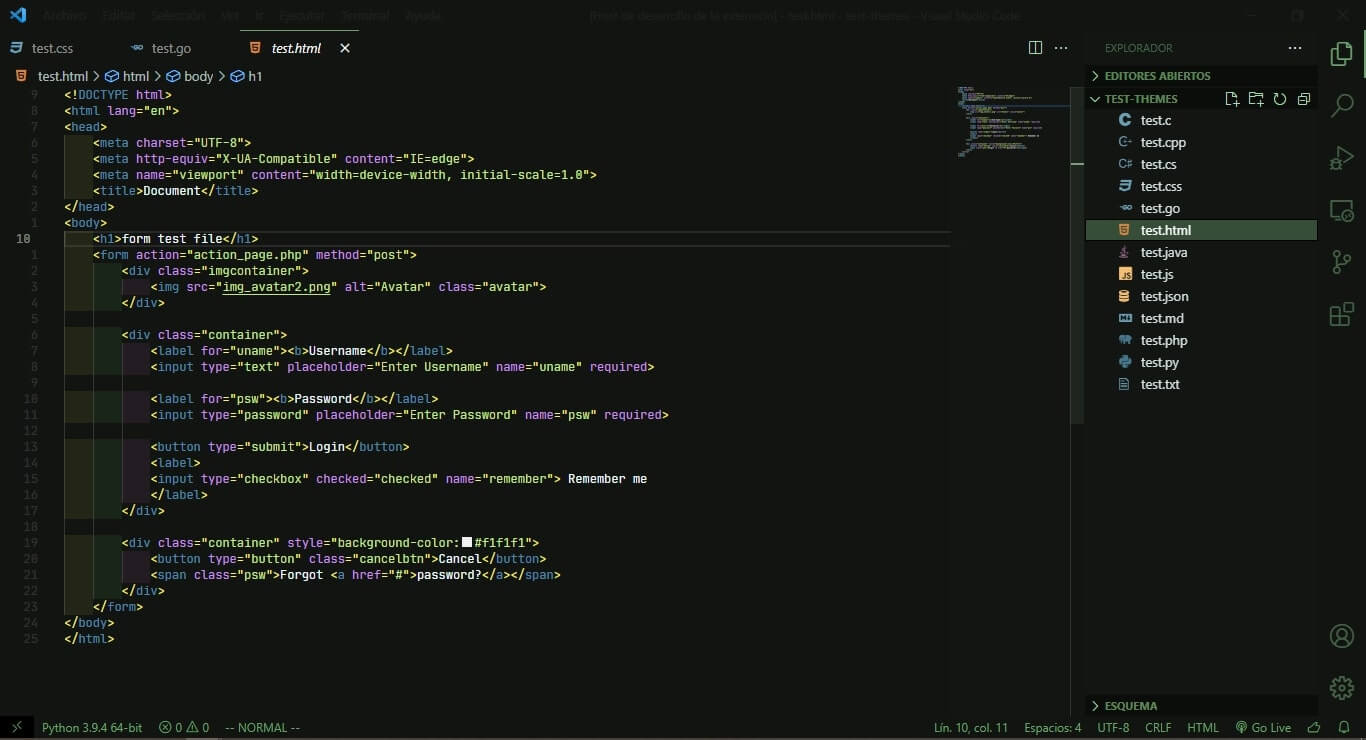 Archivo Editar Selección Ver Ir Ejecutar Terminal Ayuda
[Host de desarrollo de la extensión] - test.html - test-themes - Visual Studio Code
test.css test.go test.html
test.html > html > body > h1
9 <!DOCTYPE html>
8 <html lang="en">
7 <head>
6 <meta charset="UTF-8">
5 <meta http-equiv="X-UA-Compatible" content="IE=edge">
4 <meta name="viewport" content="width=device-width, initial-scale=1.0">
3 <title>Document</title>
2 </head>
1 <body>
10 <h1>form test file</h1>
1 <form action="action_page.php" method="post">
2 <div class="imgcontainer">
3 <img src="img_avatar2.png" alt="Avatar" class="avatar">
4 </div>
5
6 <div class="container">
7 <label for="uname"><b>Username</b></label>
8 <input type="text" placeholder="Enter Username" name="uname" required>
9
10 <label for="psw"><b>Password</b></label>
11 <input type="password" placeholder="Enter Password" name="psw" required>
12
13 <button type="submit">Login</button>
14 <label>
15 <input type="checkbox" checked="checked" name="remember"> Remember me
16 </label>
17 </div>
18
19 <div class="container" style="background-color:#f1f1f1">
20 <button type="button" class="cancelbtn">Cancel</button>
21 <span class="psw">Forgot <a href="#">password?</a></span>
22 </div>
23 </form>
24 </body>
25 </html>
EXPLORADOR
EDITORES ABIERTOS
TEST-THEMES
test.c
test.cpp
test.cs
test.css
test.go
test.html
test.java
test.js
test.json
test.md
test.php
test.py
test.txt
ESQUEMA
Python 3.9.4 64-bit 0 0 -- NORMAL --
Lín. 10, col. 11 Espacios: 4 UTF-8 CRLF HTML Go Live